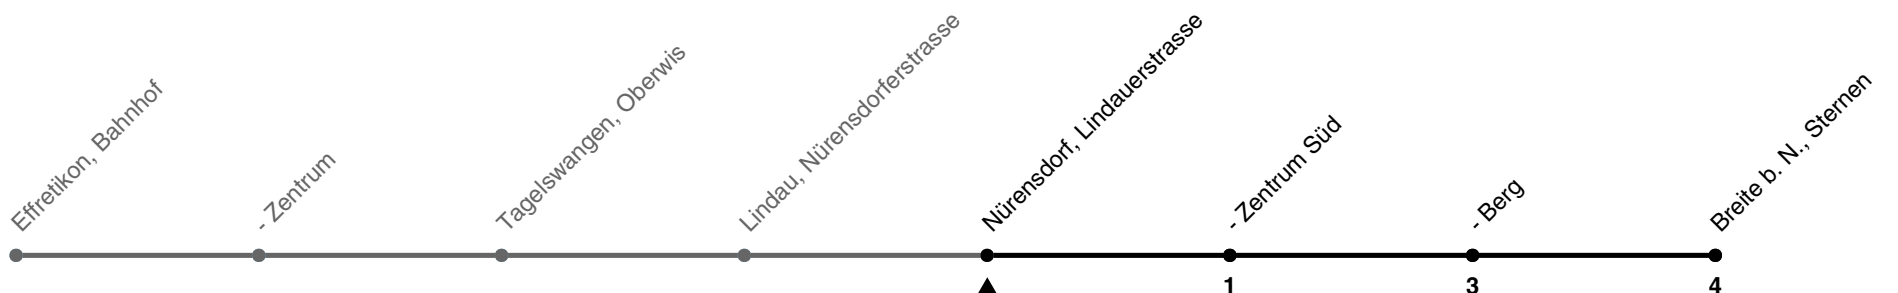 Effretikon, Bahnhof
- Zentrum
Tagelswangen, Oberwis
Lindau, Nürensdorferstrasse
Nürensdorf, Lindauerstrasse
- Zentrum Süd
- Berg
Breite b. N., Sternen
1 3 4